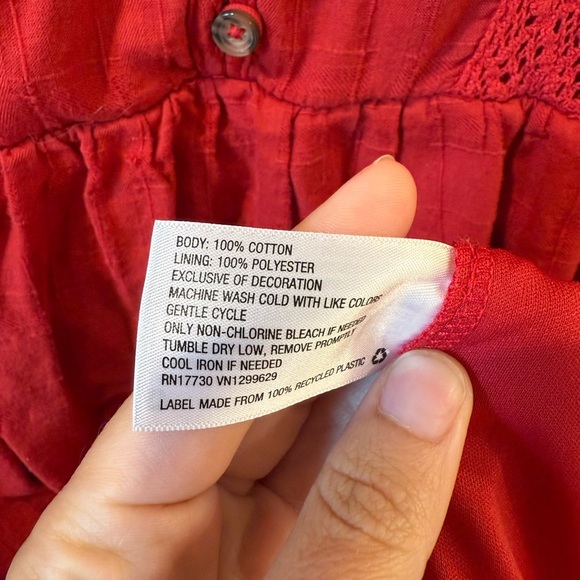 BODY: 100% COTTON
LINING: 100% POLYESTER
EXCLUSIVE OF DECORATION
MACHINE WASH COLD WITH LIKE COLORS
GENTLE CYCLE
ONLY NON-CHLORINE BLEACH IF NEEDED
TUMBLE DRY LOW, REMOVE PROMPTLY
COOL IRON IF NEEDED
RN17730 VN1299629
LABEL MADE FROM 100% RECYCLED PLASTIC